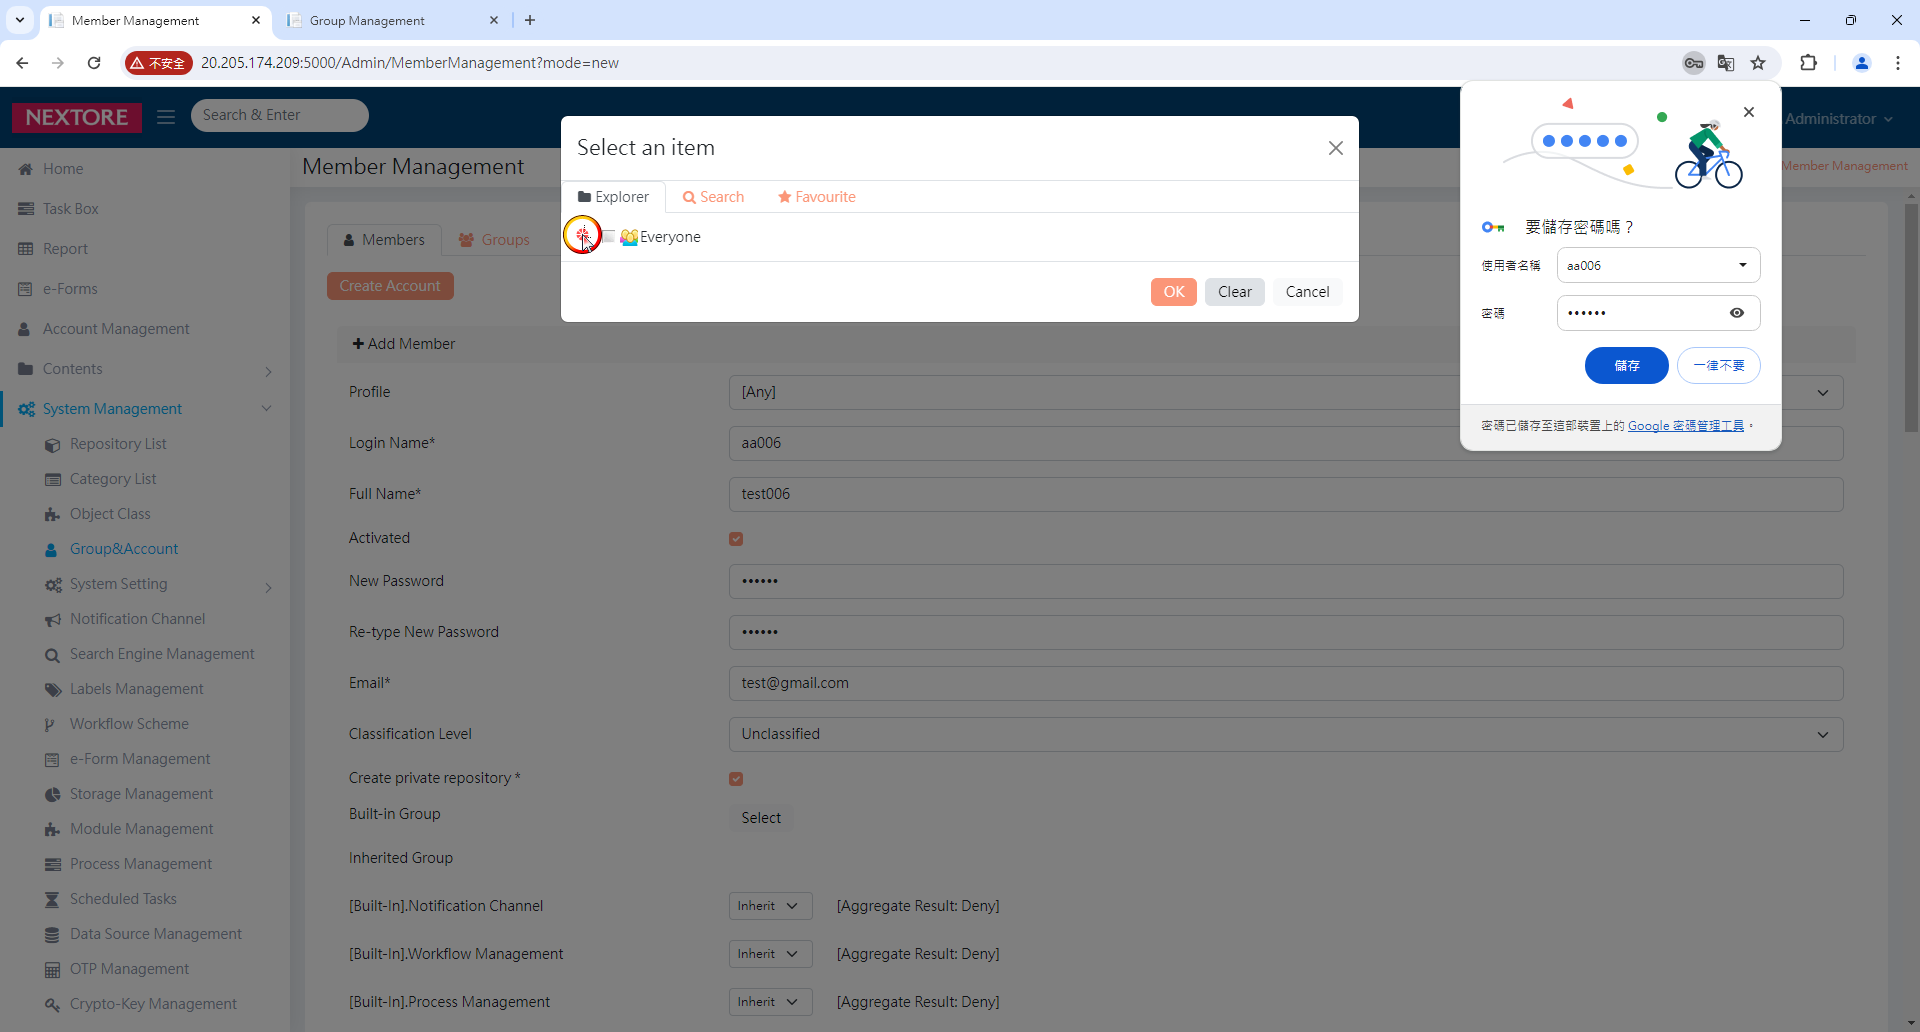 Member Management
Group Management
不安全
20.205.174.209:5000/Admin/MemberManagement?mode=new
NEXTORE
Search & Enter
Administrator
Home
Task Box
Report
e-Forms
Account Management
Contents
System Management
Repository List
Category List
Object Class
Group&Account
System Setting
Notification Channel
Search Engine Management
Labels Management
Workflow Scheme
e-Form Management
Storage Management
Module Management
Process Management
Scheduled Tasks
Data Source Management
OTP Management
Crypto-Key Management
Member Management
Member Management
Members
Groups
Create Account
Add Member
Profile
[Any]
Login Name*
aa006
Full Name*
test006
Activated
New Password
••••••
Re-type New Password
••••••
Email*
test@gmail.com
Classification Level
Unclassified
Create private repository *
Built-in Group
Select
Inherited Group
[Built-In].Notification Channel
Inherit
[Aggregate Result: Deny]
[Built-In].Workflow Management
Inherit
[Aggregate Result: Deny]
[Built-In].Process Management
Inherit
[Aggregate Result: Deny]
Select an item
Explorer
Search
Favourite
Everyone
OK
Clear
Cancel
要儲存密碼嗎？
使用者名稱
aa006
密碼
••••••
儲存
一律不要
密碼已儲存至這部裝置上的 Google 密碼管理工具。